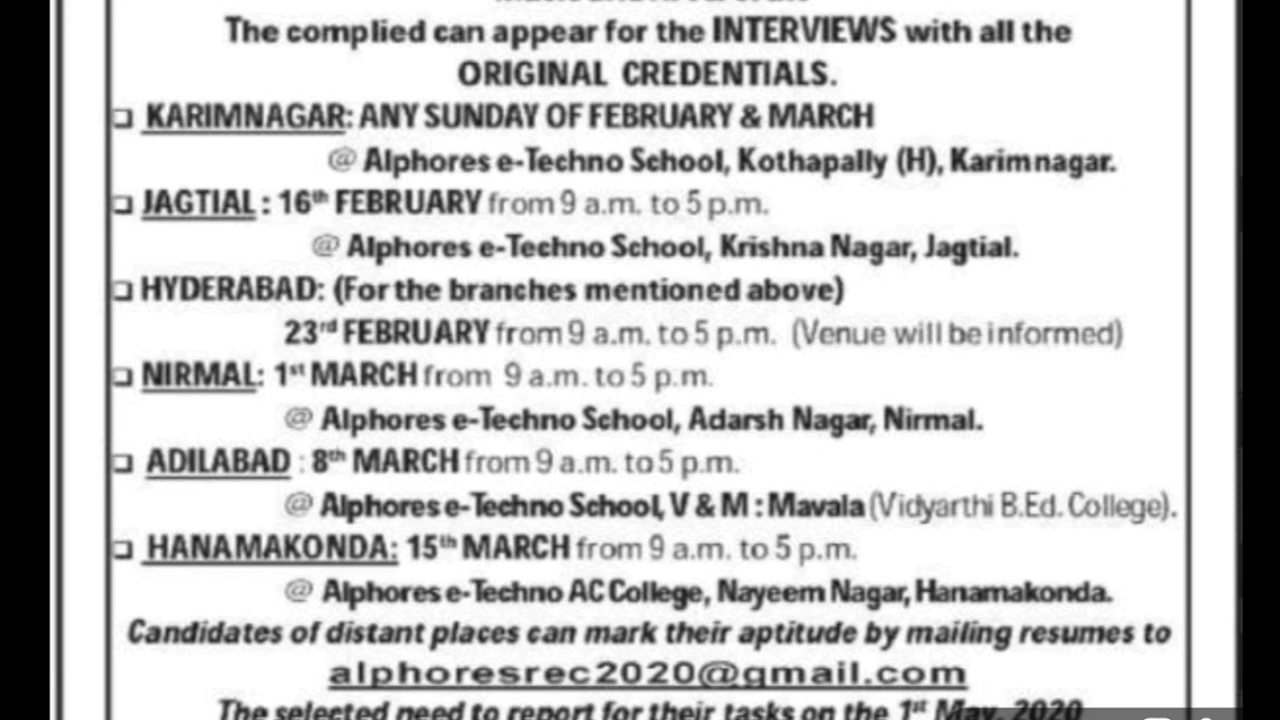 The complied can appear for the INTERVIEWS with all the
ORIGINAL CREDENTIALS.
❑ KARIMNAGAR: ANY SUNDAY OF FEBRUARY & MARCH
@ Alphores e-Techno School, Kothapally (H), Karimnagar.
❑ JAGTIAL : 16th FEBRUARY from 9 a.m. to 5 p.m.
@ Alphores e-Techno School, Krishna Nagar, Jagtial.
❑ HYDERABAD: (For the branches mentioned above)
23rd FEBRUARY from 9 a.m. to 5 p.m. (Venue will be informed)
❑ NIRMAL: 1st MARCH from 9 a.m. to 5 p.m.
@ Alphores e-Techno School, Adarsh Nagar, Nirmal.
❑ ADILABAD : 8th MARCH from 9 a.m. to 5 p.m.
@ Alphores e-Techno School, V & M : Mavala (Vidyarthi B.Ed. College).
❑ HANAMAKONDA: 15th MARCH from 9 a.m. to 5 p.m.
@ Alphores e-Techno AC College, Nayeem Nagar, Hanamakonda.
Candidates of distant places can mark their aptitude by mailing resumes to
alphoresrec2020@gmail.com
The selected need to report for their tasks on the 1st May, 2020